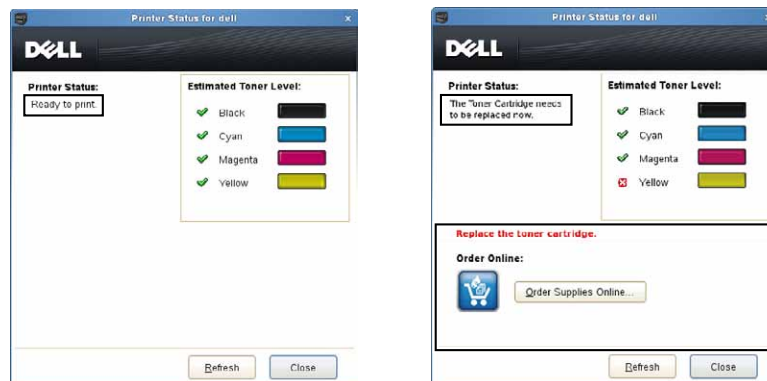 Printer Status for dell
x
DELL
Printer Status:
Ready to print.
Estimated Toner Level:
Black
Cyan
Magenta
Yellow
Refresh
Close
Printer Status for dell
x
DELL
Printer Status:
The Toner Cartridge needs
to be replaced now.
Estimated Toner Level:
Black
Cyan
Magenta
Yellow
Replace the toner cartridge.
Order Online:
Order Supplies Online...
Refresh
Close